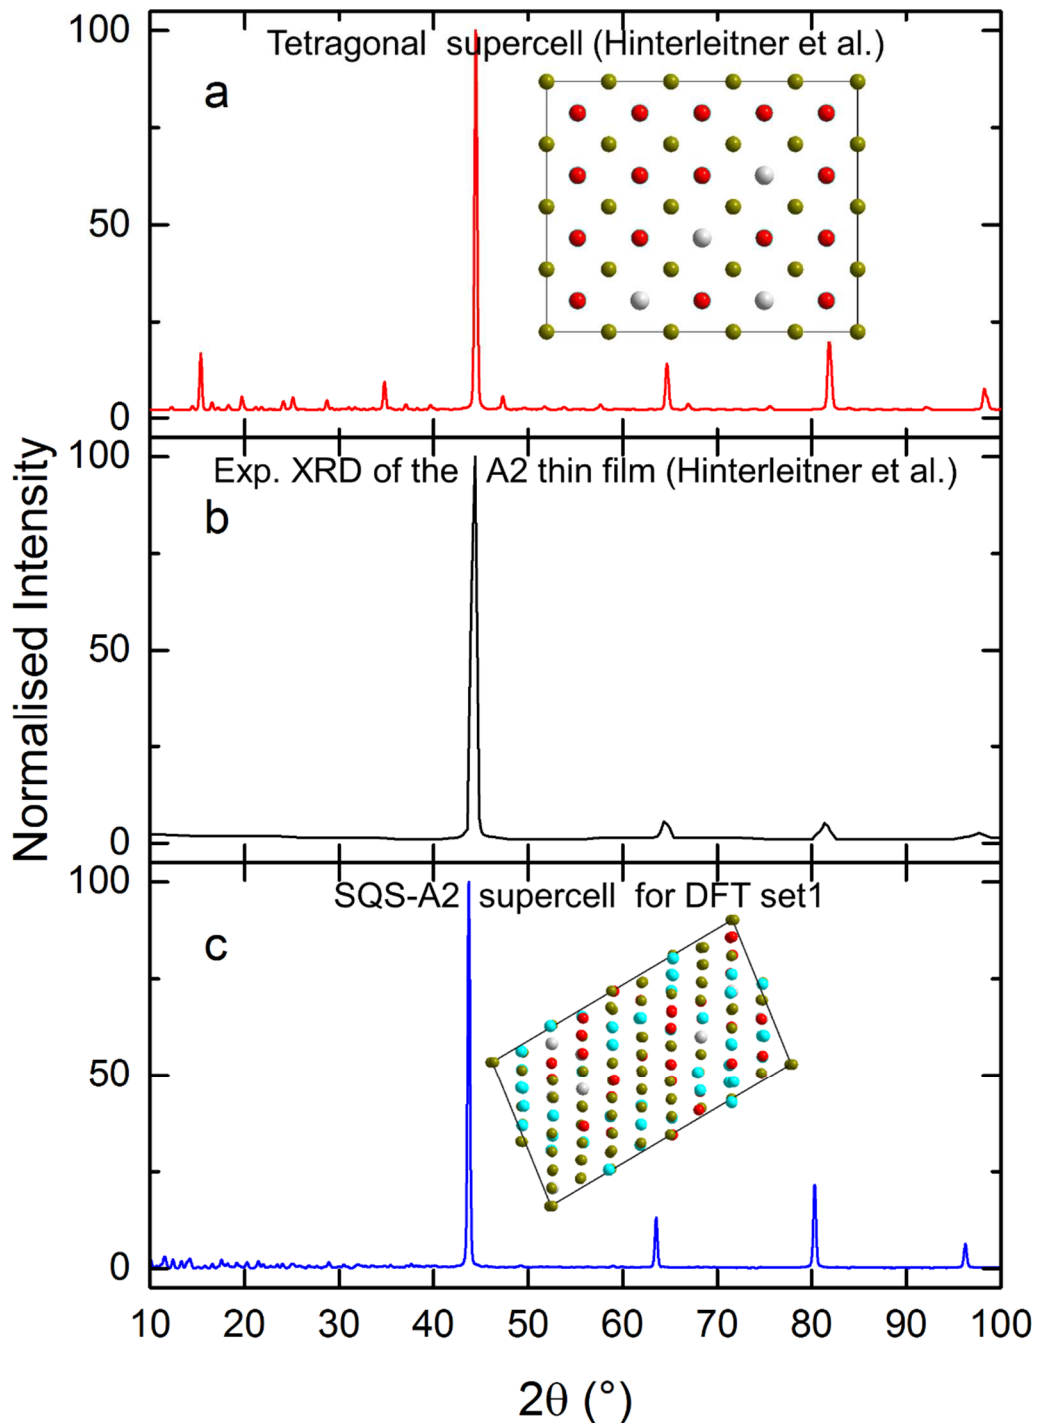 100
Tetragonal supercell (Hinterleitner et al.)
a
50
0
100
Exp. XRD of the A2 thin film (Hinterleitner et al.)
b
50
0
100
SQS-A2 supercell for DFT set1
c
50
0
10 20 30 40 50 60 70 80 90 100
2θ (°)
Normalised Intensity